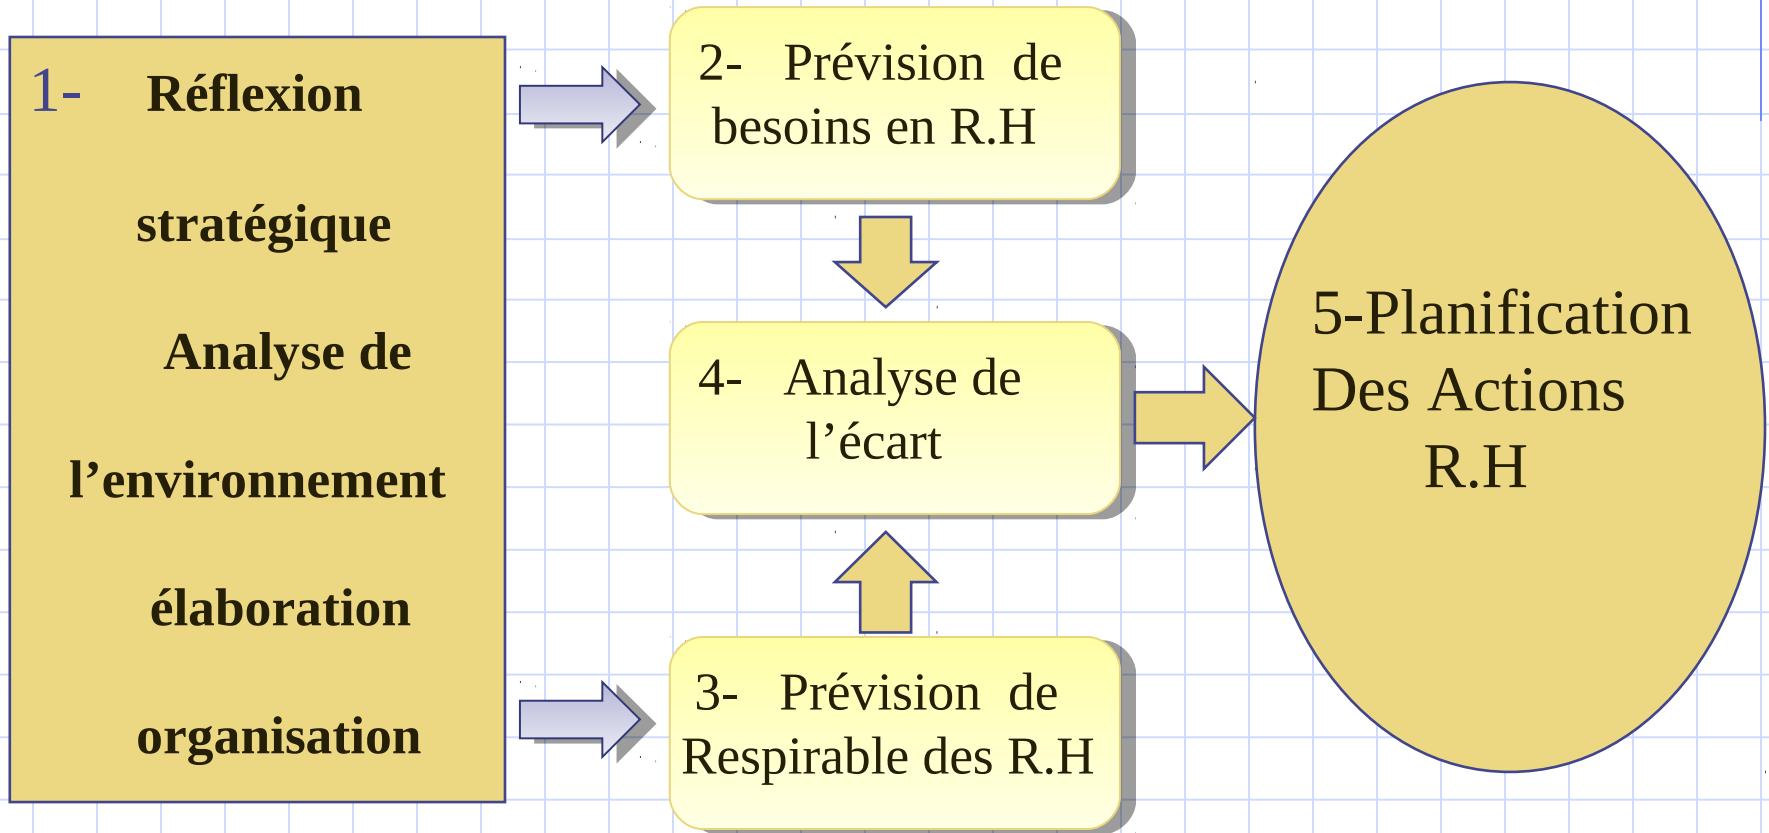 1- Réflexion
stratégique
Analyse de
l’environnement
élaboration
organisation
2- Prévision de
besoins en R.H
4- Analyse de
l’écart
3- Prévision de
Respirable des R.H
5-Planification
Des Actions
R.H